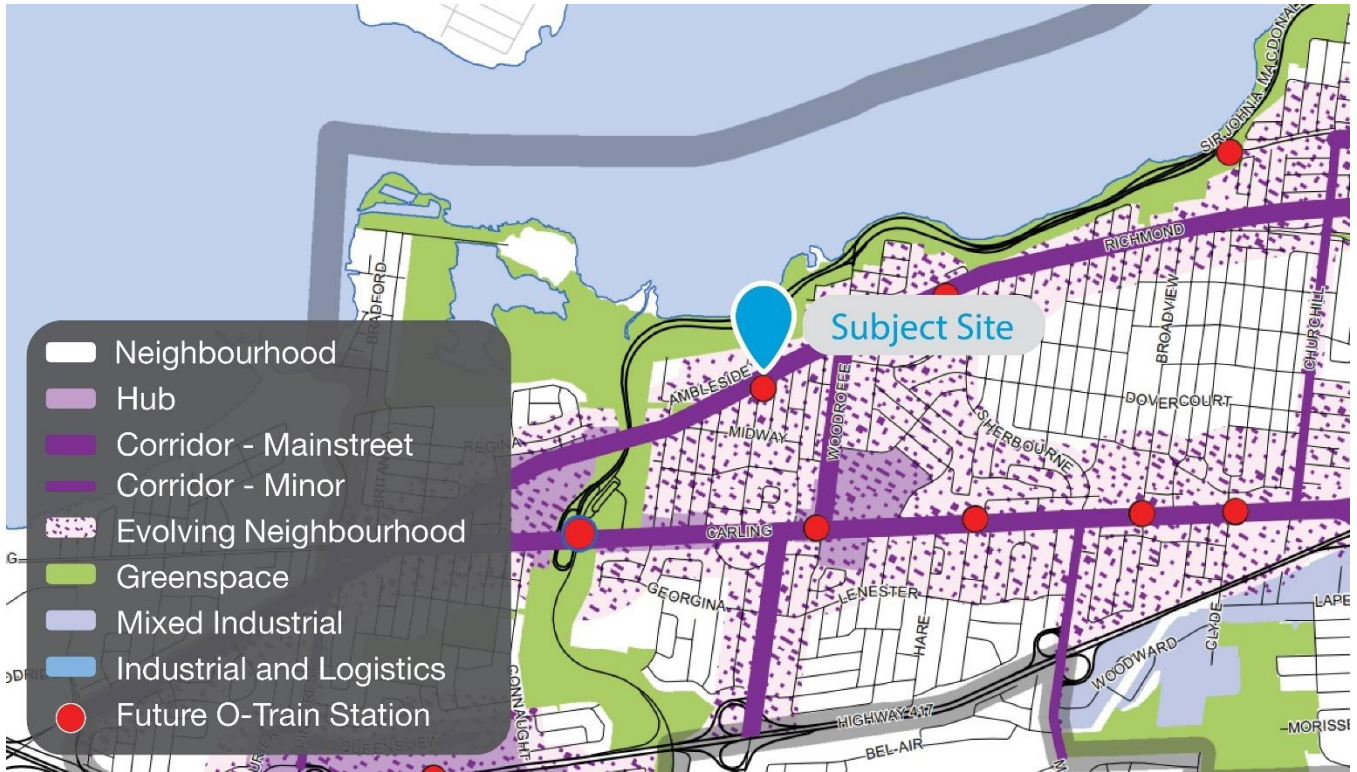 SIR JOHN A MACDONALD
RICHMOND
BRADFORD
BROADVIEW
CHURCHILL
Subject Site
AMBLESIDE
WOODROFFE
DOVERCOURT
MIDWAY
SHERBOURNE
REGINA
CARLING
GEORGINA
LENESTER
HARE
CLYDE
LAPE
WOODWARD
CONNAUGHT
HIGHWAY 417
BEL-AIR
MORISSE
QUEENSVIEW
Neighbourhood
Hub
Corridor - Mainstreet
Corridor - Minor
Evolving Neighbourhood
Greenspace
Mixed Industrial
Industrial and Logistics
Future O-Train Station